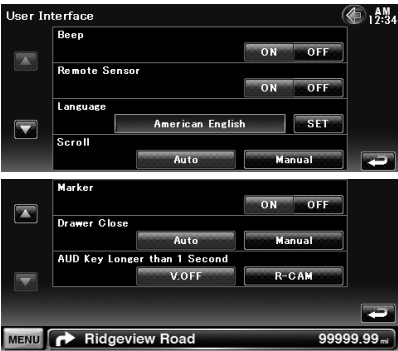 User Interface
AM
12:34
Beep
ON OFF
Remote Sensor
ON OFF
Language
American English SET
Scroll
Auto Manual
Marker
ON OFF
Drawer Close
Auto Manual
AUD Key Longer than 1 Second
V.OFF R-CAM
MENU Ridgeview Road 99999.99 mi